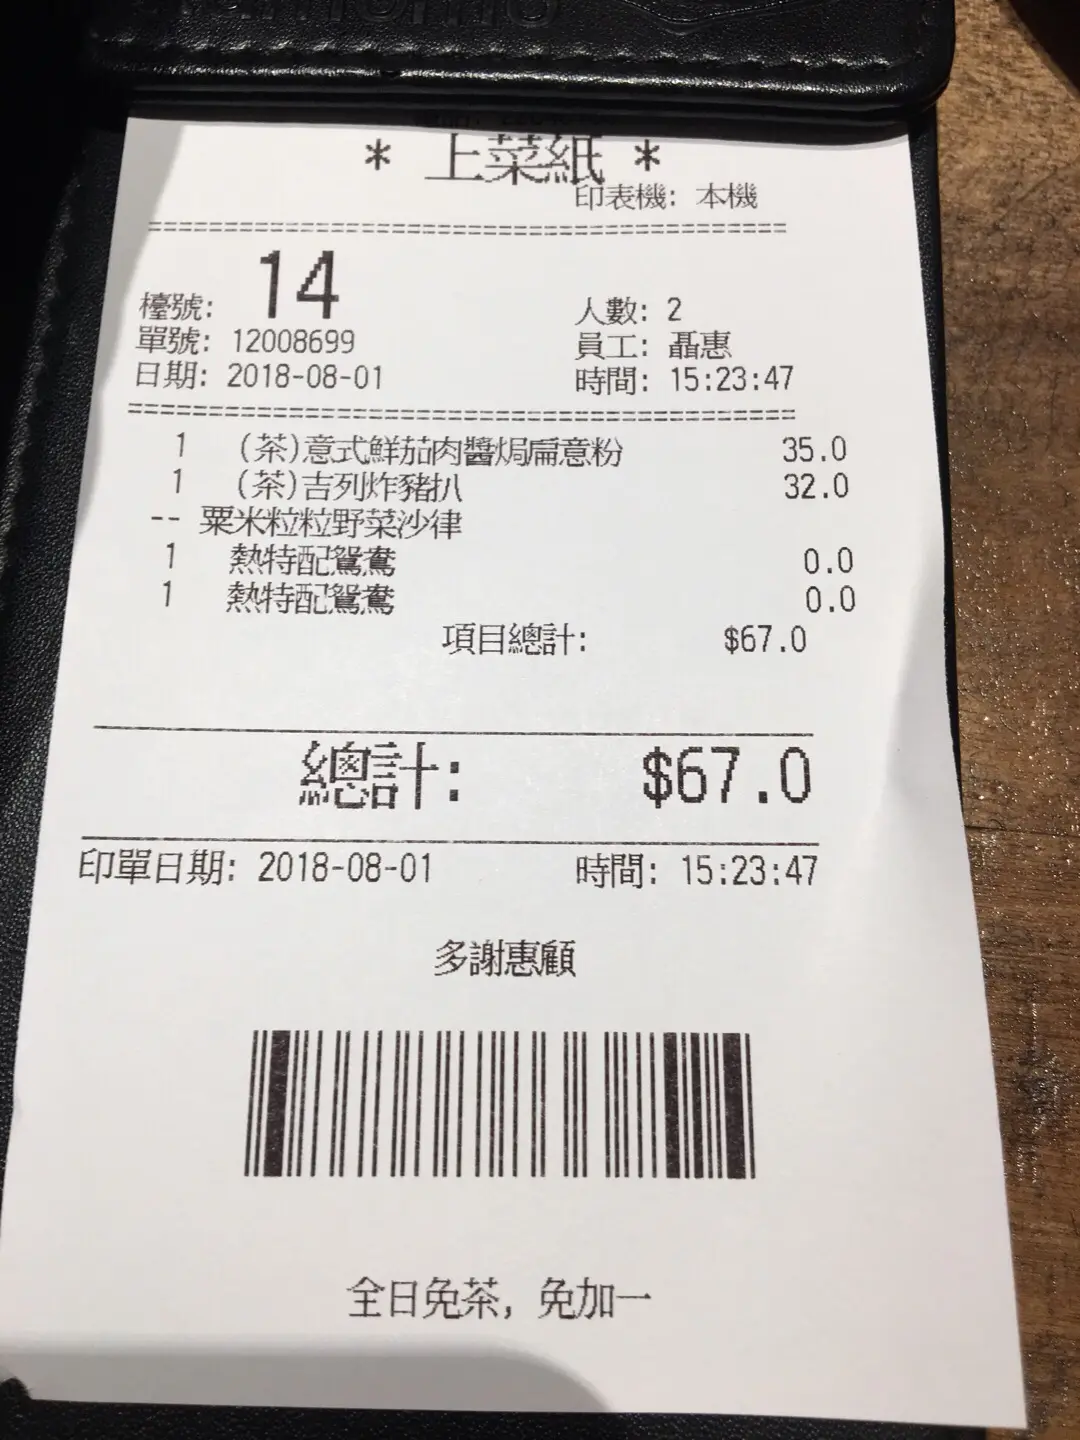 * 上菜紙 *
印表機: 本機
檯號: 14 人數: 2
單號: 12008699 員工: 聶惠
日期: 2018-08-01 時間: 15:23:47
1 (茶)意式鮮茄肉醬焗扁意粉 35.0
1 (茶)吉列炸豬扒 32.0
-- 粟米粒粒野菜沙律
1 熱特配鴛鴦 0.0
1 熱特配鴛鴦 0.0
項目總計: $67.0
總計: $67.0
印單日期: 2018-08-01 時間: 15:23:47
多謝惠顧
全日免茶, 免加一